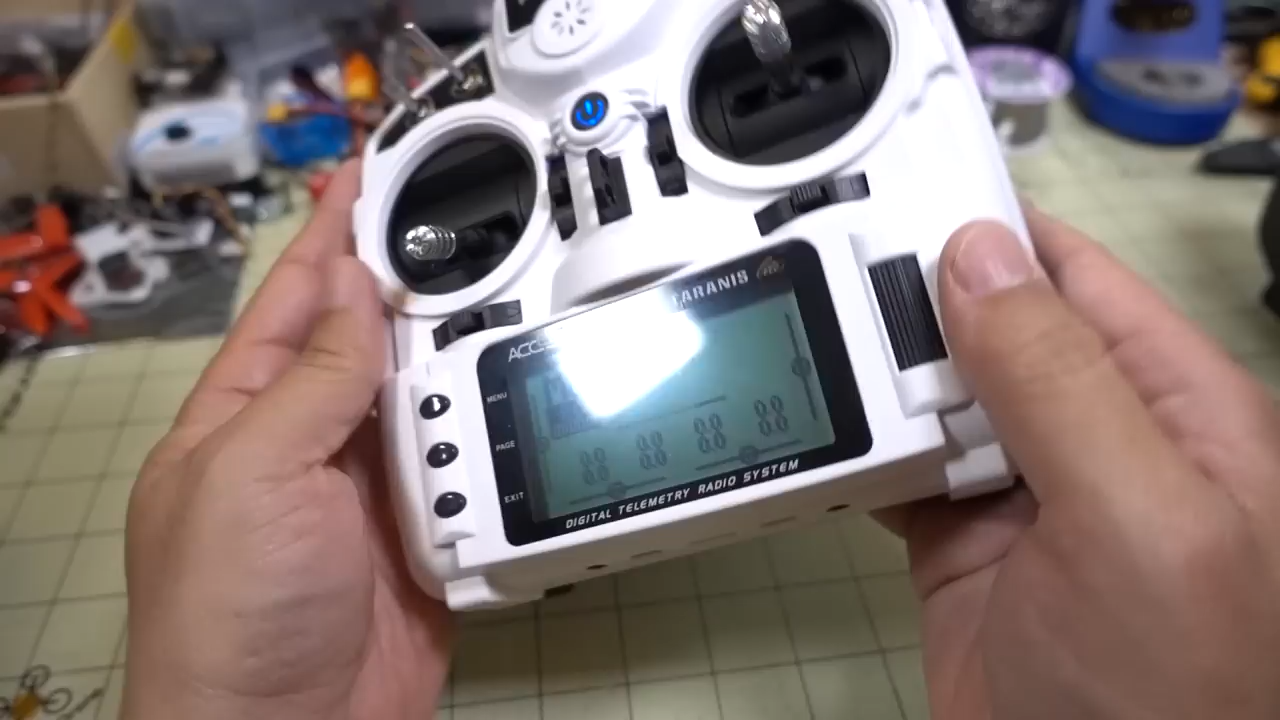 TARANIS
MENU
PAGE
EXIT
DIGITAL TELEMETRY RADIO SYSTEM